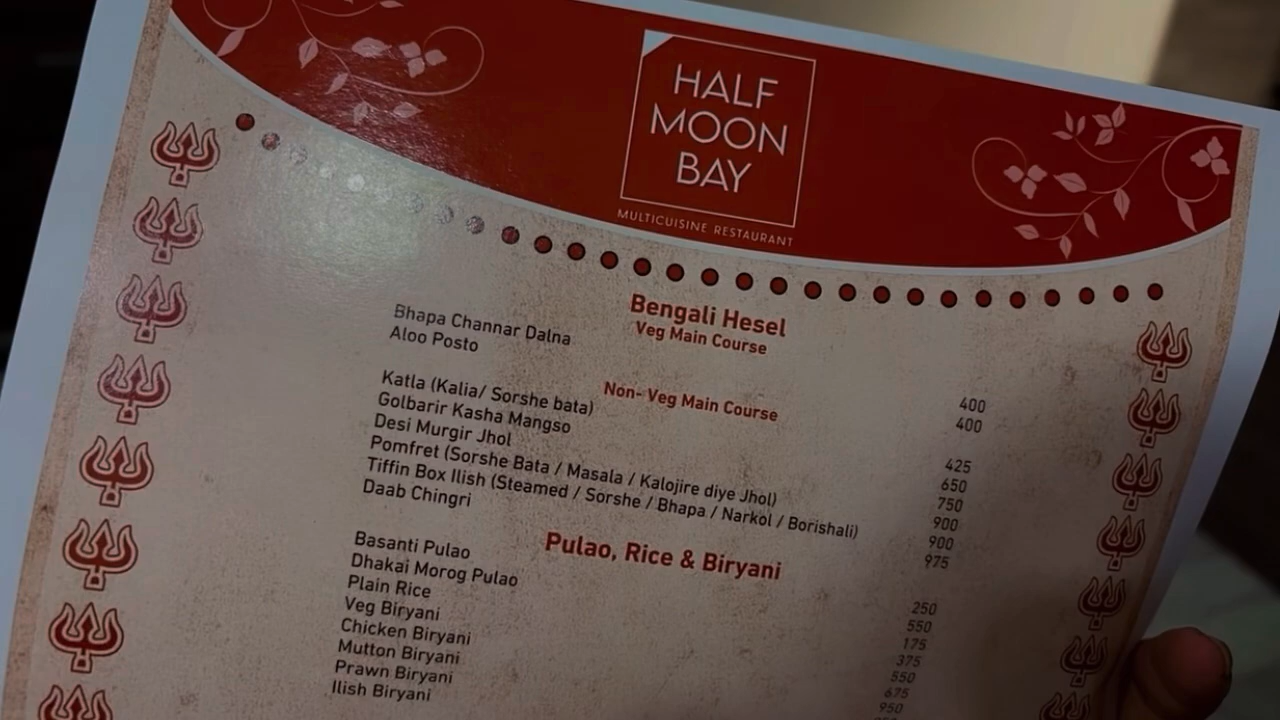 HALF
MOON
BAY
MULTICUISINE RESTAURANT
Bengali Hesel
Veg Main Course
Bhapa Channar Dalna 400
Aloo Posto 400
Non- Veg Main Course
Katla (Kalia/ Sorshe bata) 425
Golbarir Kasha Mangso 650
Desi Murgir Jhol 750
Pomfret (Sorshe Bata / Masala / Kalojire diye Jhol) 900
Tiffin Box Ilish (Steamed / Sorshe / Bhapa / Narkol / Borishali) 900
Daab Chingri 975
Pulao, Rice & Biryani
Basanti Pulao 250
Dhakai Morog Pulao 550
Plain Rice 175
Veg Biryani 375
Chicken Biryani 550
Mutton Biryani 675
Prawn Biryani 950
Ilish Biryani